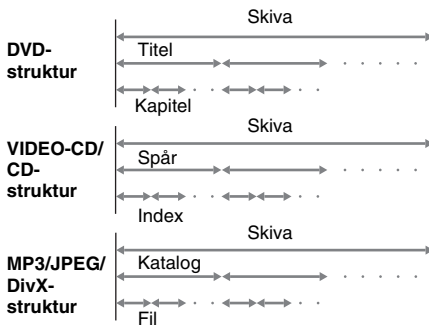 Skiva
DVD-
struktur
Titel
Kapitel
Skiva
VIDEO-CD/
CD-
struktur
Spår
Index
Skiva
MP3/JPEG/
DivX-
struktur
Katalog
Fil